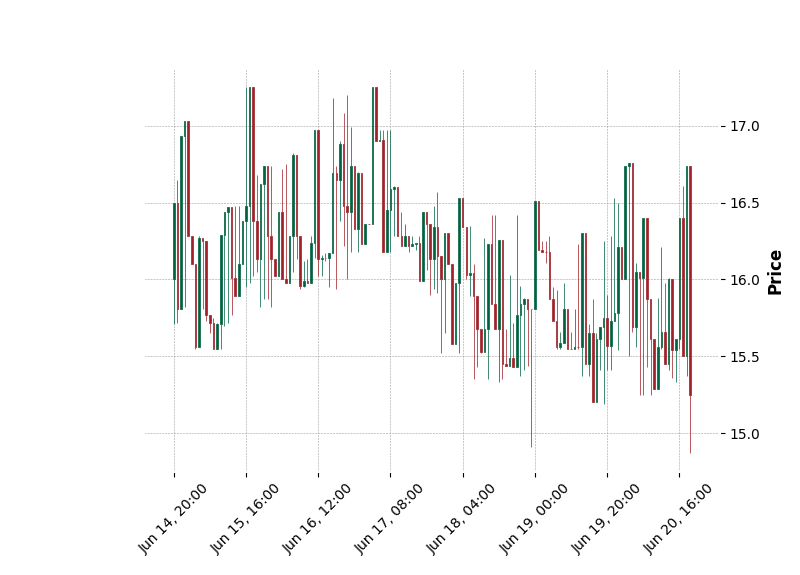 17.0
16.5
16.0
15.5
15.0
Price
Jun 14, 20:00
Jun 15, 16:00
Jun 16, 12:00
Jun 17, 08:00
Jun 18, 04:00
Jun 19, 00:00
Jun 19, 20:00
Jun 20, 16:00